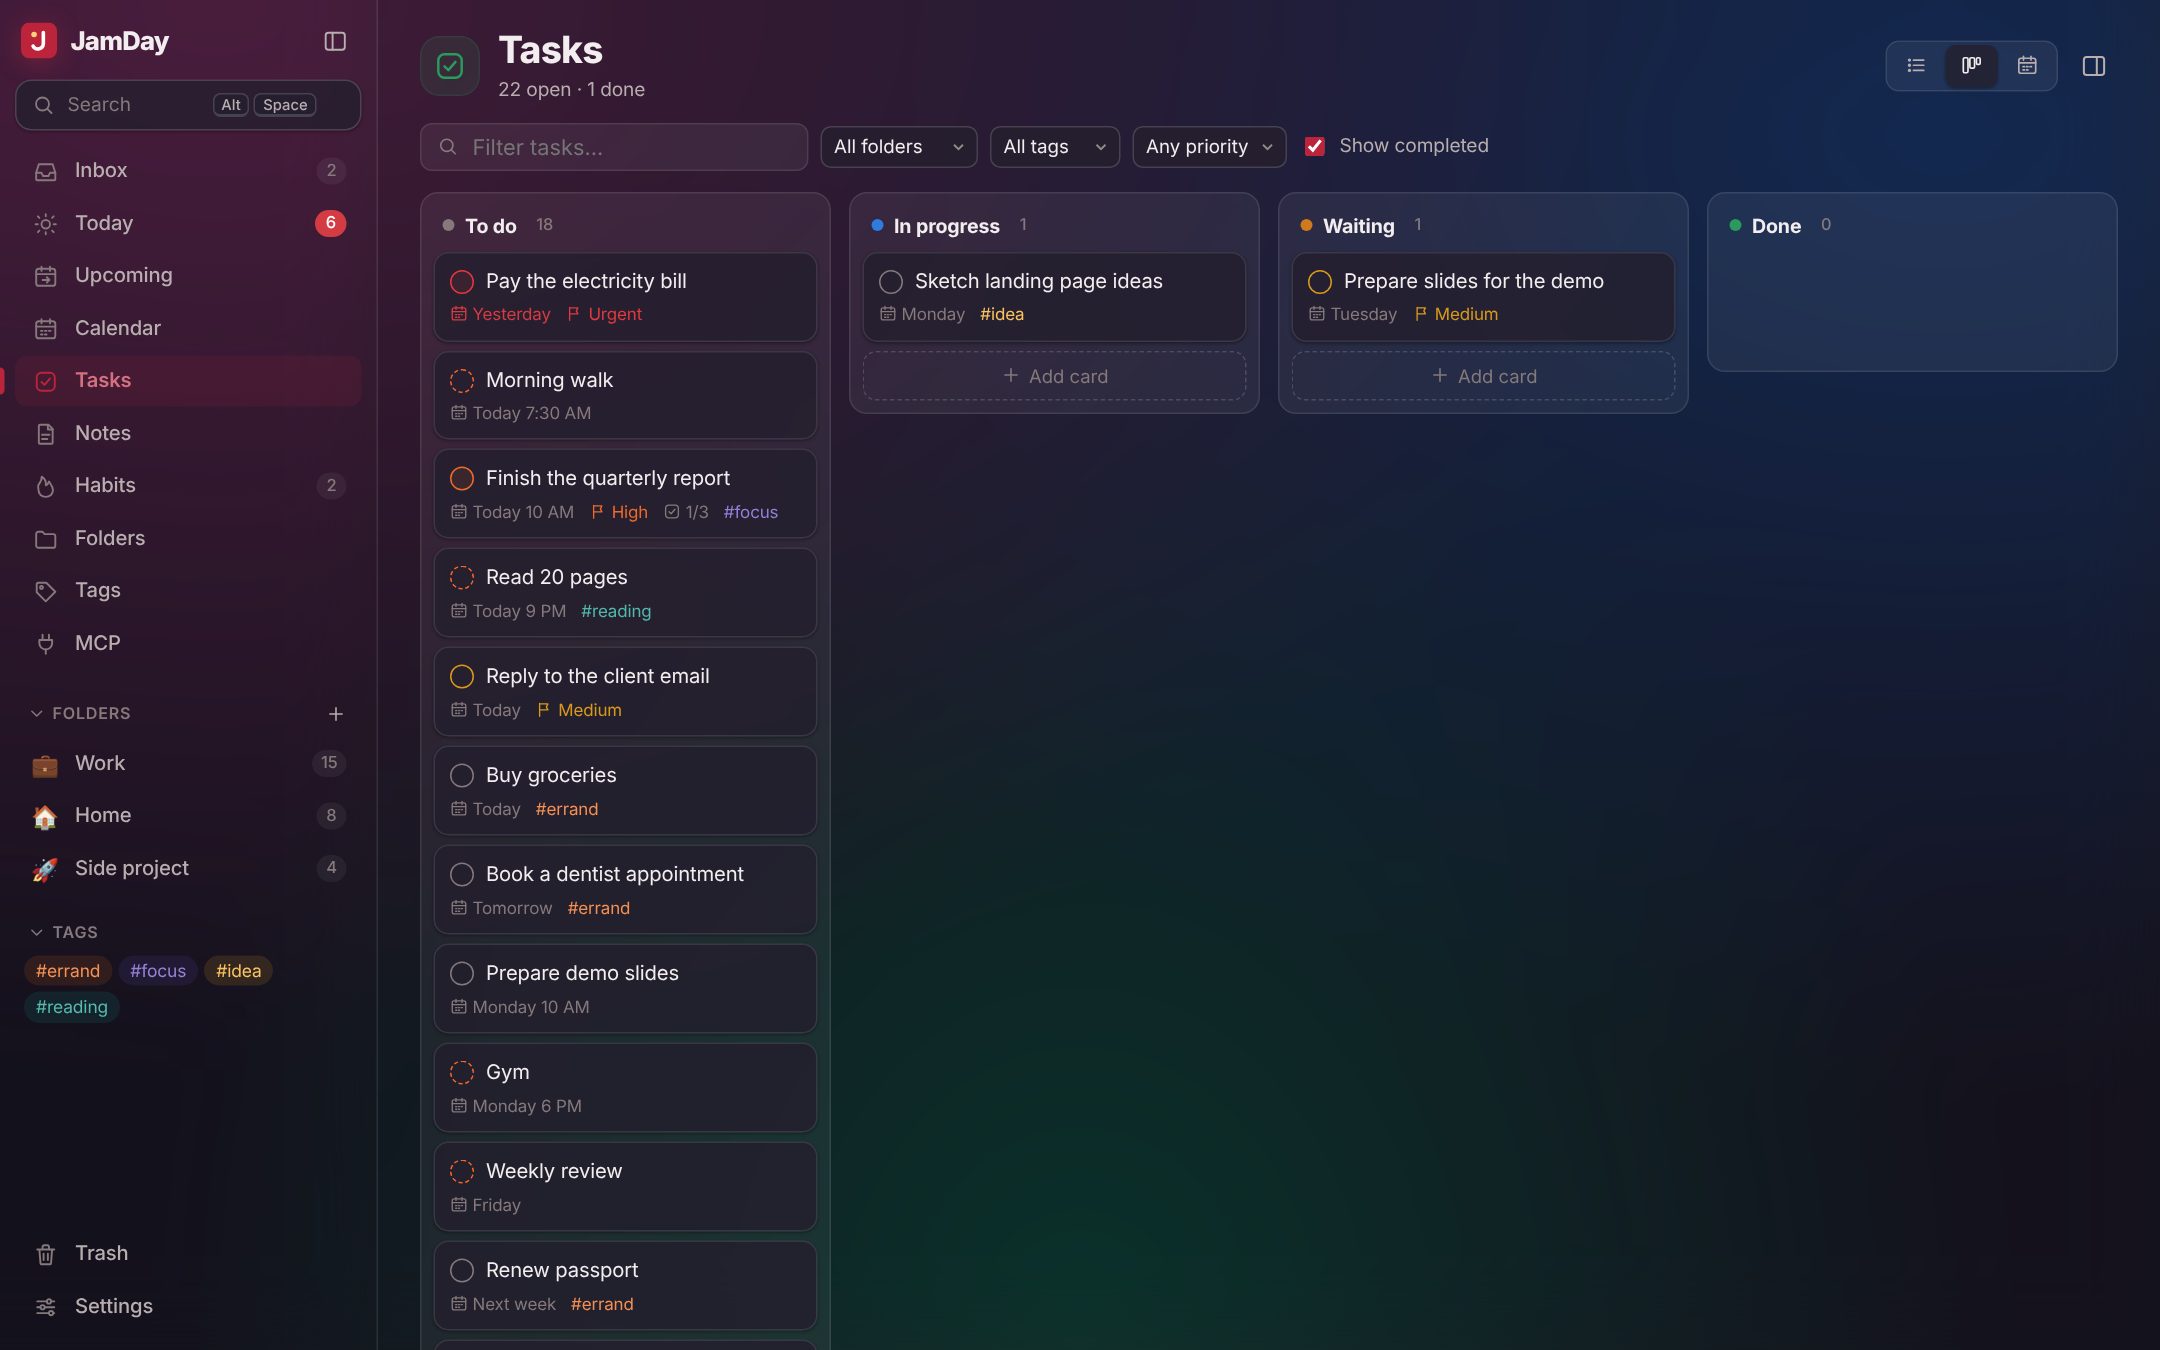 JamDay
Search Alt Space
Inbox 2
Today 6
Upcoming
Calendar
Tasks
Notes
Habits 2
Folders
Tags
MCP
FOLDERS
Work 15
Home 8
Side project 4
TAGS
#errand #focus #idea
#reading
Trash
Settings
Tasks
22 open · 1 done
Filter tasks...
All folders
All tags
Any priority
Show completed
To do 18
Pay the electricity bill
Yesterday Urgent
Morning walk
Today 7:30 AM
Finish the quarterly report
Today 10 AM High 1/3 #focus
Read 20 pages
Today 9 PM #reading
Reply to the client email
Today Medium
Buy groceries
Today #errand
Book a dentist appointment
Tomorrow #errand
Prepare demo slides
Monday 10 AM
Gym
Monday 6 PM
Weekly review
Friday
Renew passport
Next week #errand
In progress 1
Sketch landing page ideas
Monday #idea
+ Add card
Waiting 1
Prepare slides for the demo
Tuesday Medium
+ Add card
Done 0